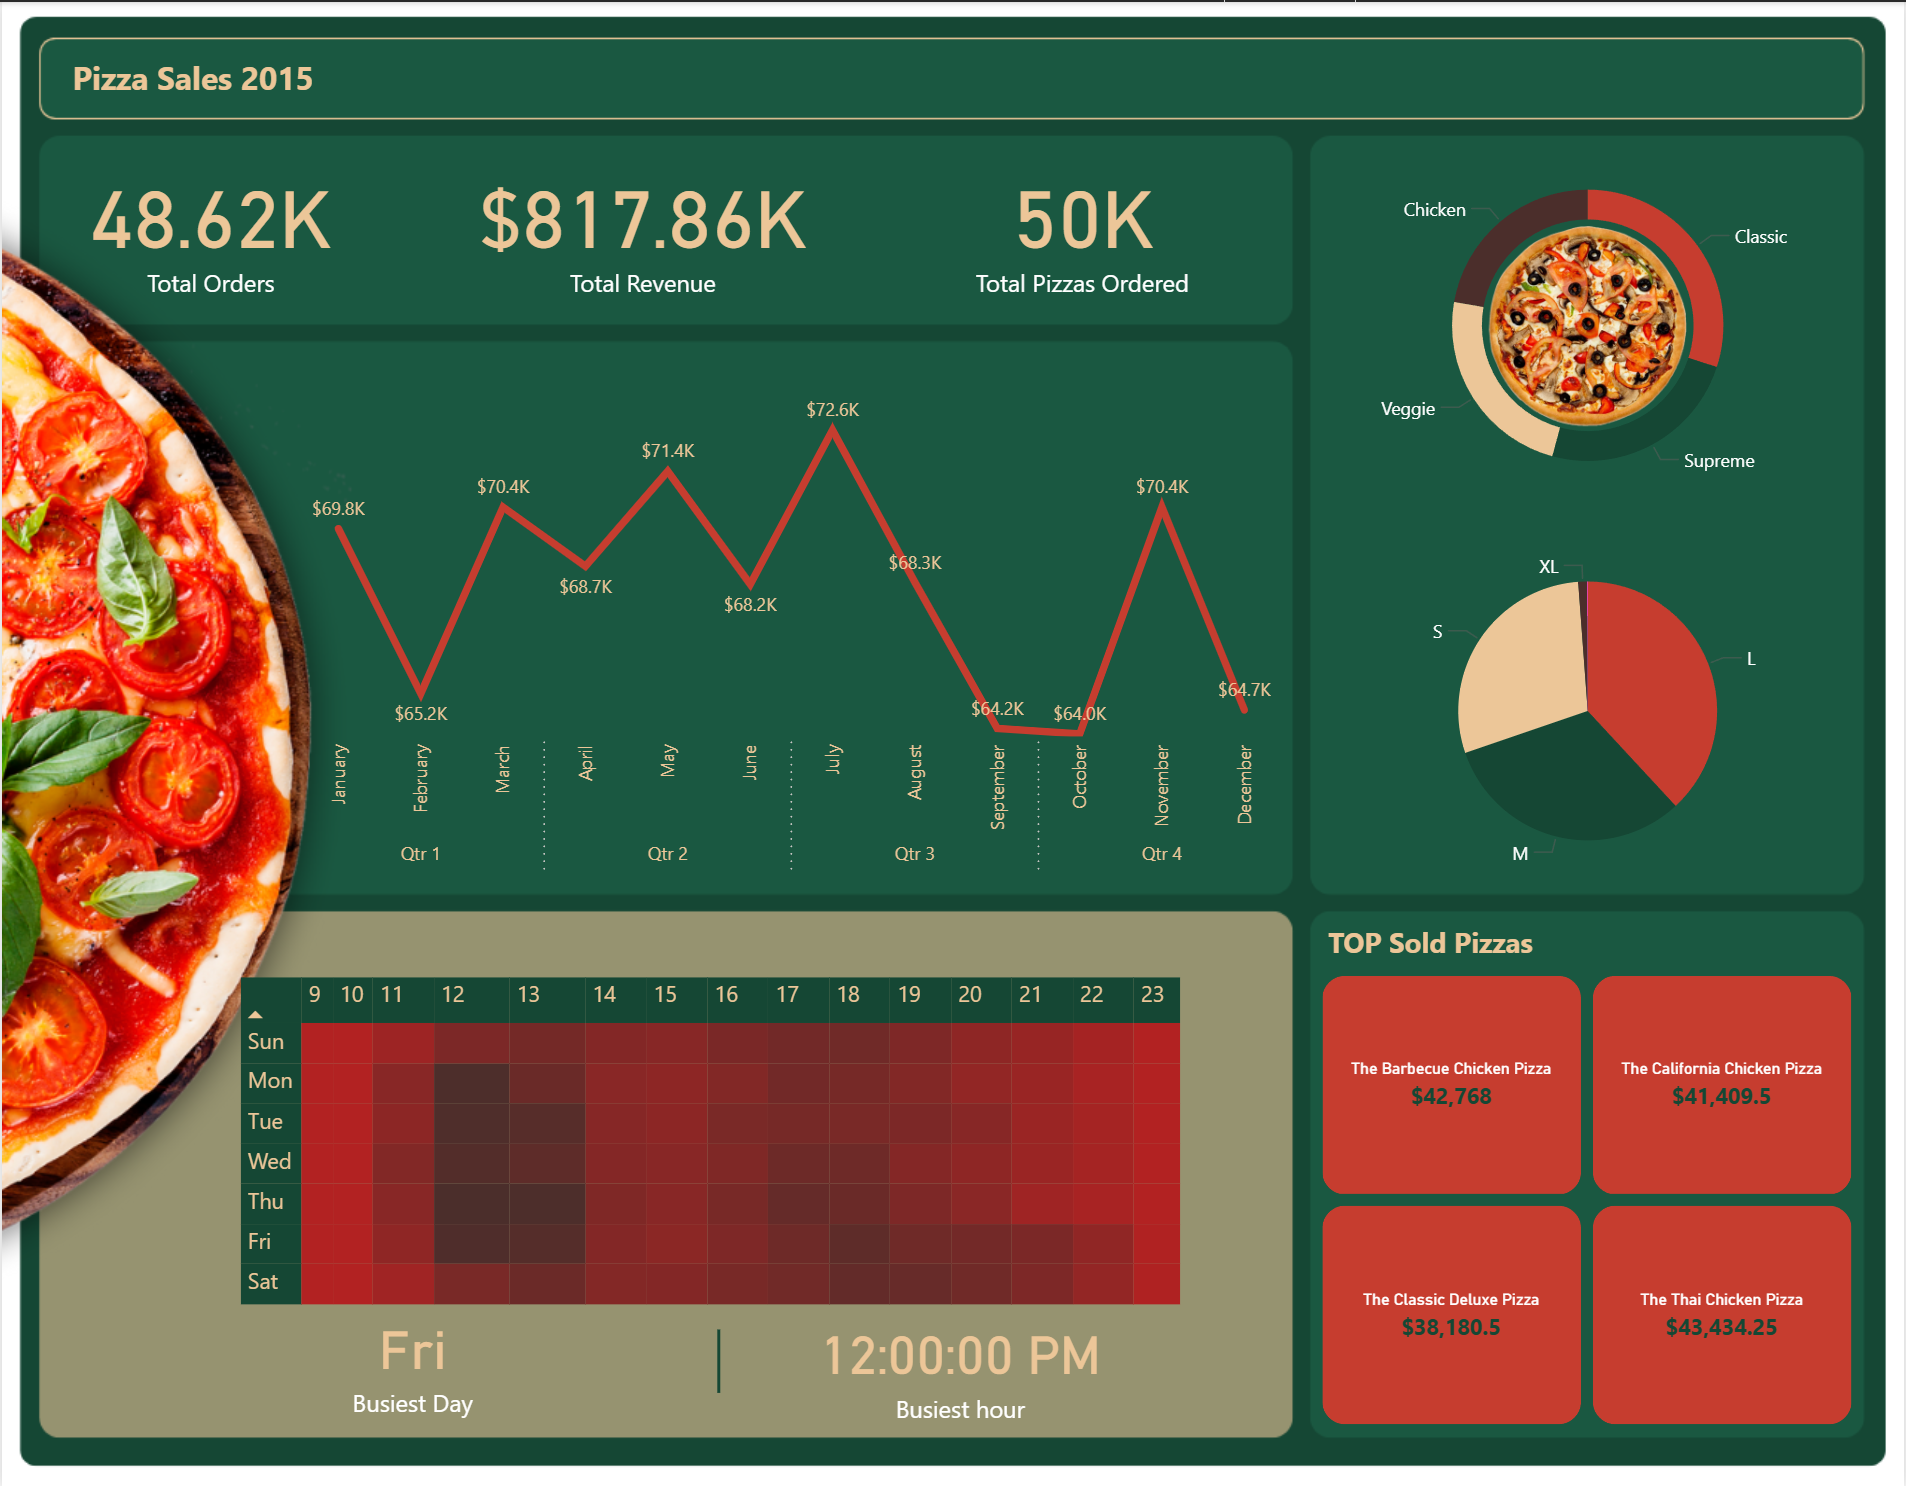 Pizza Sales 2015
48.62K
Total Orders
$817.86K
Total Revenue
50K
Total Pizzas Ordered
Chicken
Classic
Veggie
Supreme
$69.8K
$65.2K
$70.4K
$68.7K
$71.4K
$68.2K
$72.6K
$68.3K
$64.2K
$64.0K
$70.4K
$64.7K
January
February
March
April
May
June
July
August
September
October
November
December
Qtr 1
Qtr 2
Qtr 3
Qtr 4
XL
S
L
M
9 10 11 12 13 14 15 16 17 18 19 20 21 22 23
Sun
Mon
Tue
Wed
Thu
Fri
Sat
Fri
Busiest Day
12:00:00 PM
Busiest hour
TOP Sold Pizzas
The Barbecue Chicken Pizza
$42,768
The California Chicken Pizza
$41,409.5
The Classic Deluxe Pizza
$38,180.5
The Thai Chicken Pizza
$43,434.25